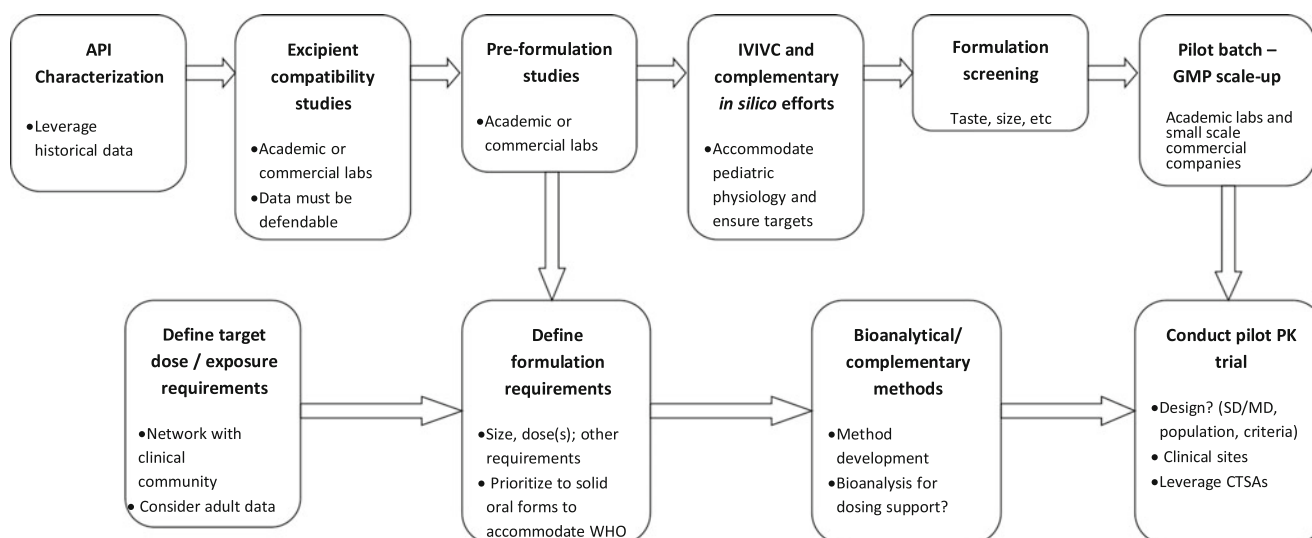 API
Characterization
•Leverage
historical data
Excipient
compatibility
studies
•Academic or
commercial labs
•Data must be
defendable
Pre-formulation
studies
•Academic or
commercial labs
IVIVC and
complementary
in silico efforts
•Accommodate
pediatric
physiology and
ensure targets
Formulation
screening
Taste, size, etc
Pilot batch –
GMP scale-up
Academic labs and
small scale
commercial
companies
Define target
dose / exposure
requirements
•Network with
clinical
community
•Consider adult data
Define
formulation
requirements
•Size, dose(s); other
requirements
• Prioritize to solid
oral forms to
accommodate WHO
Bioanalytical/
complementary
methods
•Method
development
•Bioanalysis for
dosing support?
Conduct pilot PK
trial
•Design? (SD/MD,
population, criteria)
• Clinical sites
•Leverage CTSAs